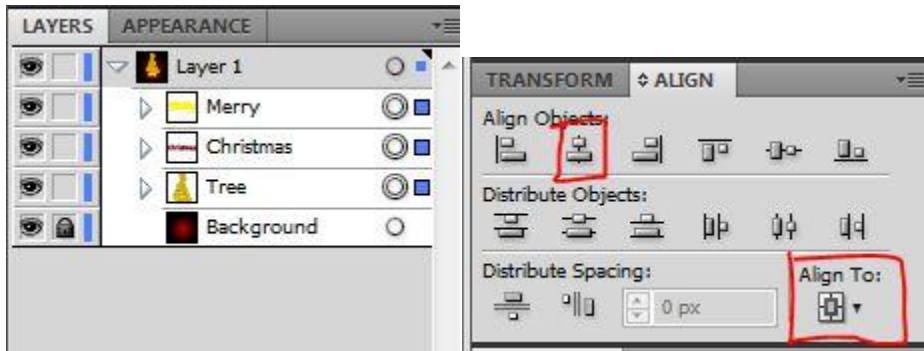 LAYERS APPEARANCE
Layer 1
Merry
Christmas
Tree
Background
TRANSFORM ALIGN
Align Objects:
Distribute Objects:
Distribute Spacing: Align To:
0 px